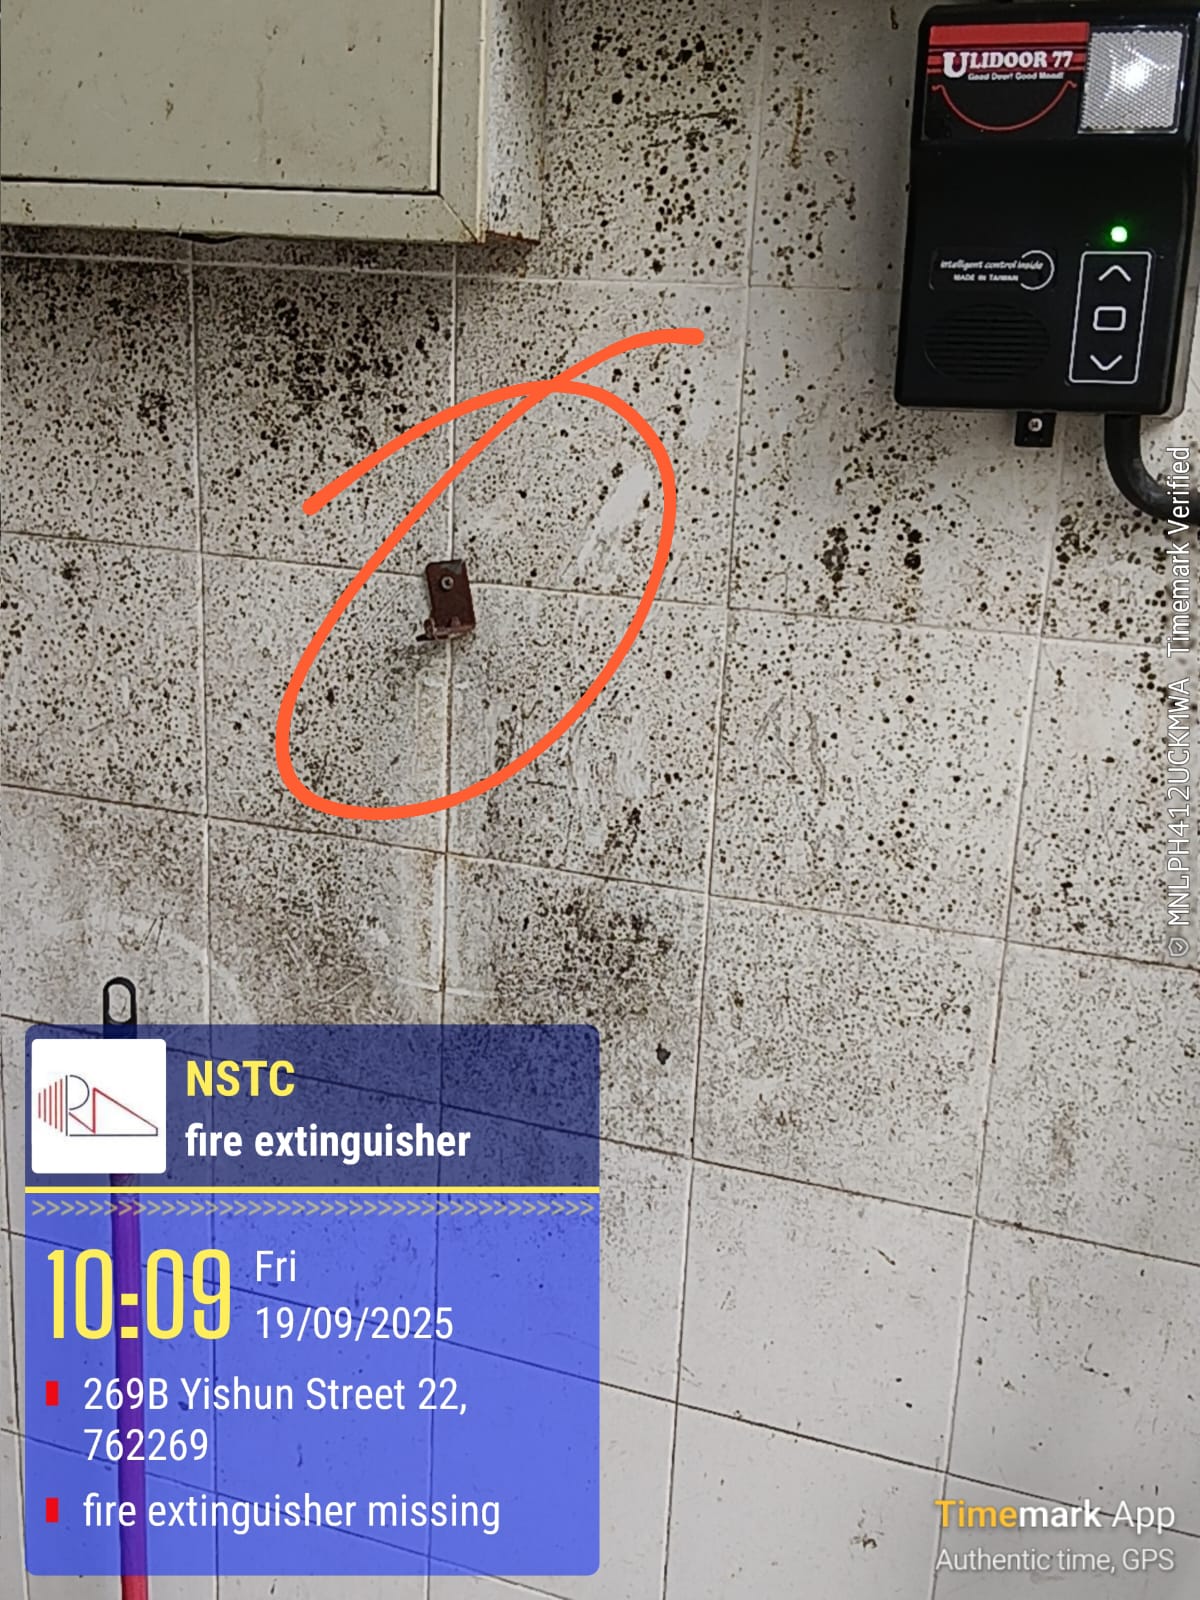 ULIDOOR 77
Good Door! Good Mood!
intelligent control inside
MADE IN TAIWAN
MNLPH412UCKMWA Timemark Verified
NSTC
fire extinguisher
>>>>>>>>>>>>>>>>>>>>>>>>>>>>>>>>>>>>>>
10:09
Fri
19/09/2025
269B Yishun Street 22,
762269
fire extinguisher missing
Timemark App
Authentic time, GPS